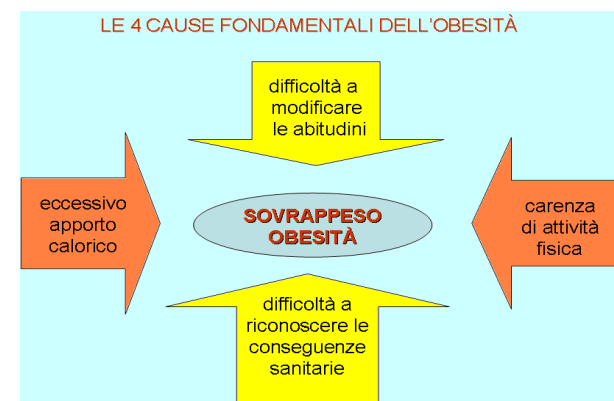 LE 4 CAUSE FONDAMENTALI DELL'OBESITÀ
difficoltà a
modificare
le abitudini
eccessivo
apporto
calorico
SOVRAPPESO
OBESITÀ
carenza
di attività
fisica
difficoltà a
riconoscere le
conseguenze
sanitarie